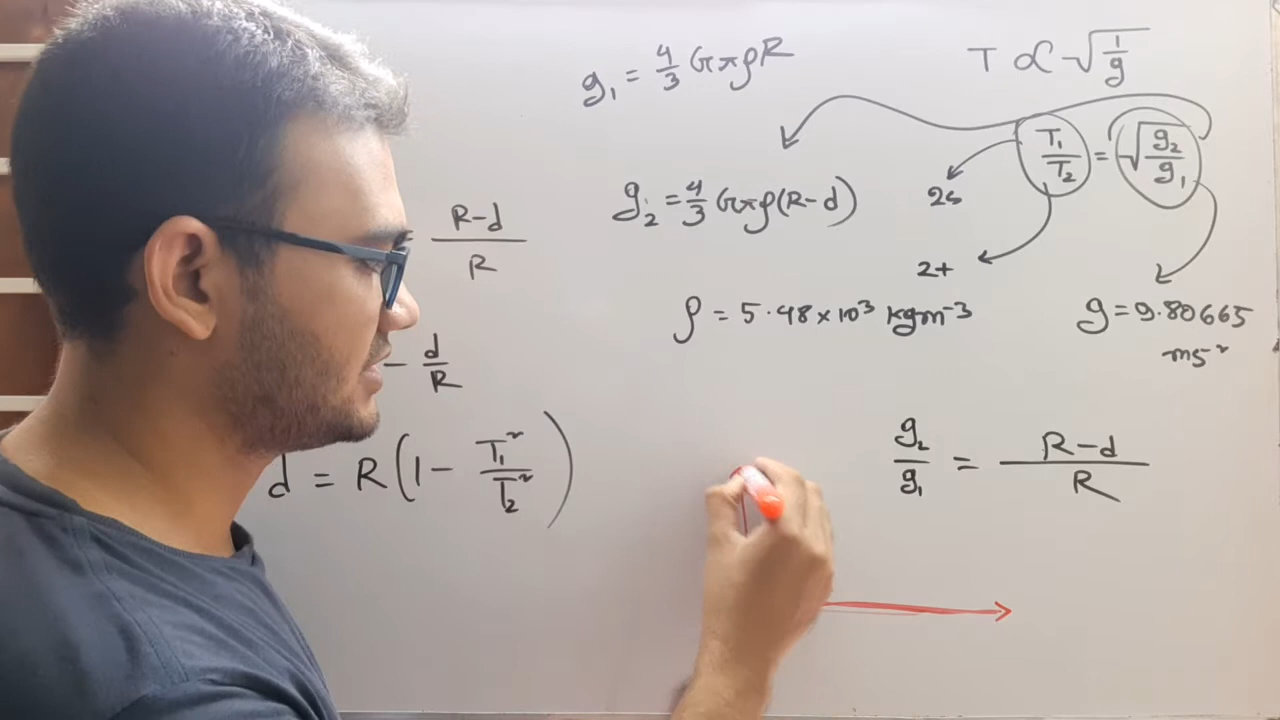 g₁ = 4/3 Gπρ R
T ∝ √(1/g)
T₁/T₂ = √(g₂/g₁)
R-d/R
g₂ = 4/3 Gπρ(R-d)
2s
2+
ρ = 5.48×10³ kgm⁻³
g = 9.80665
ms⁻²
- d/R
d = R(1 - T₁²/T₂²)
g₂/g₁ = R-d/R